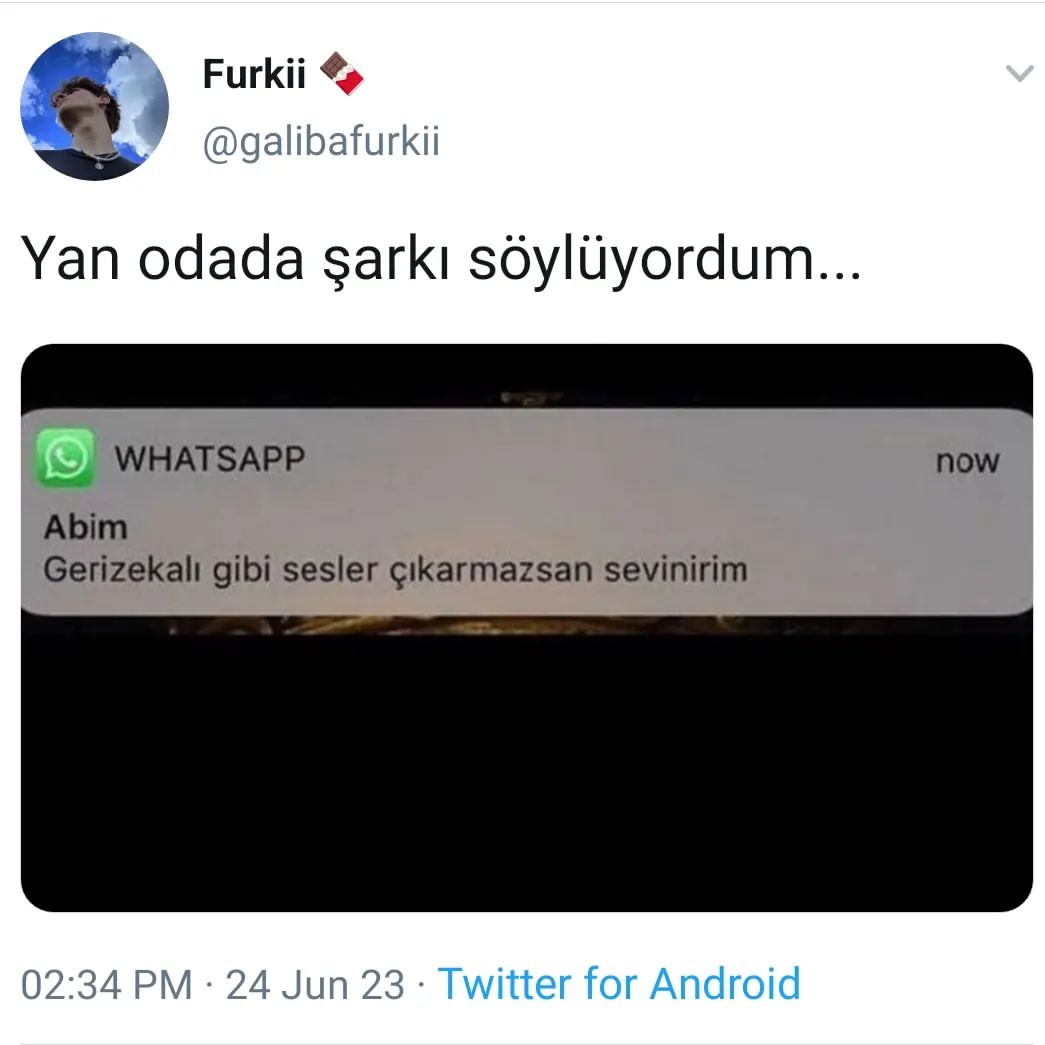 Furkii 🍫
@galibafurkii
Yan odada şarkı söylüyordum...
WHATSAPP now
Abim
Gerizekalı gibi sesler çıkarmazsan sevinirim
02:34 PM · 24 Jun 23 · Twitter for Android